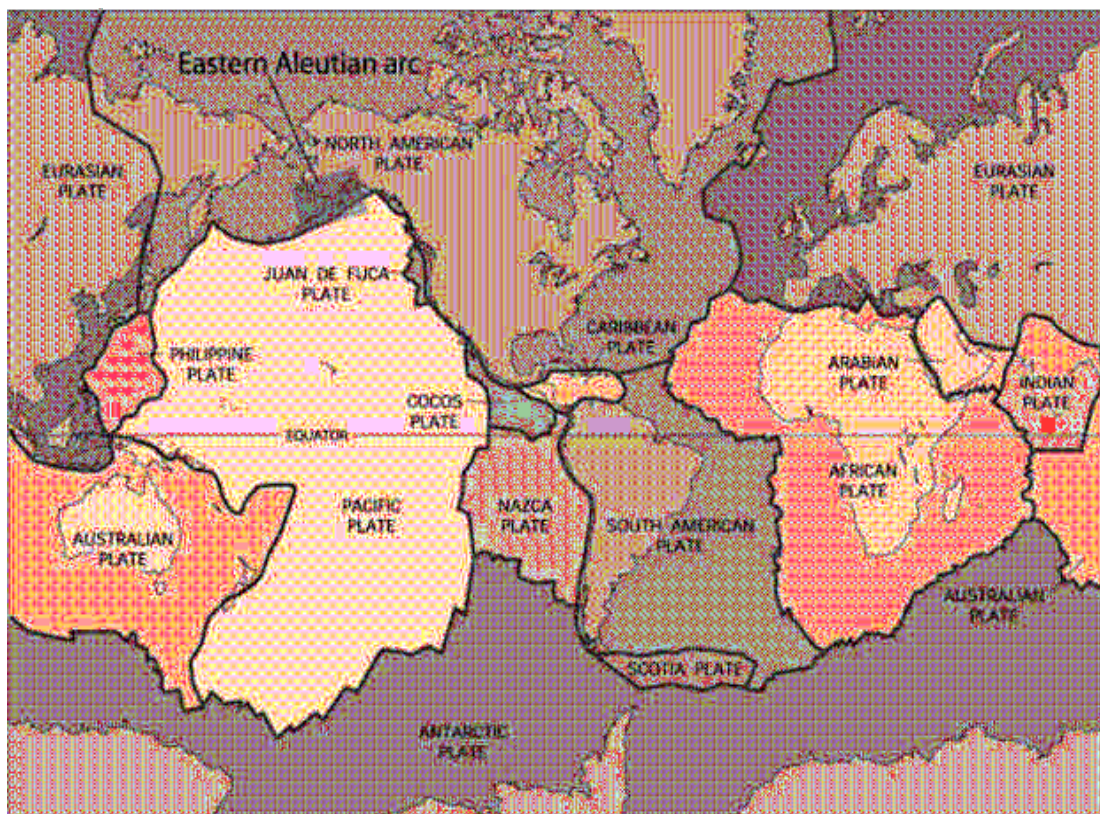 Eastern Aleutian arc
NORTH AMERICAN
PLATE
EURASIAN
PLATE
EURASIAN
PLATE
JUAN DE FUCA
PLATE
CARIBBEAN
PLATE
PHILIPPINE
PLATE
ARABIAN
PLATE
INDIAN
PLATE
COCOS
PLATE
EQUATOR
AFRICAN
PLATE
PACIFIC
PLATE
NAZCA
PLATE
SOUTH AMERICAN
PLATE
AUSTRALIAN
PLATE
AUSTRALIAN
PLATE
SCOTIA PLATE
ANTARCTIC
PLATE